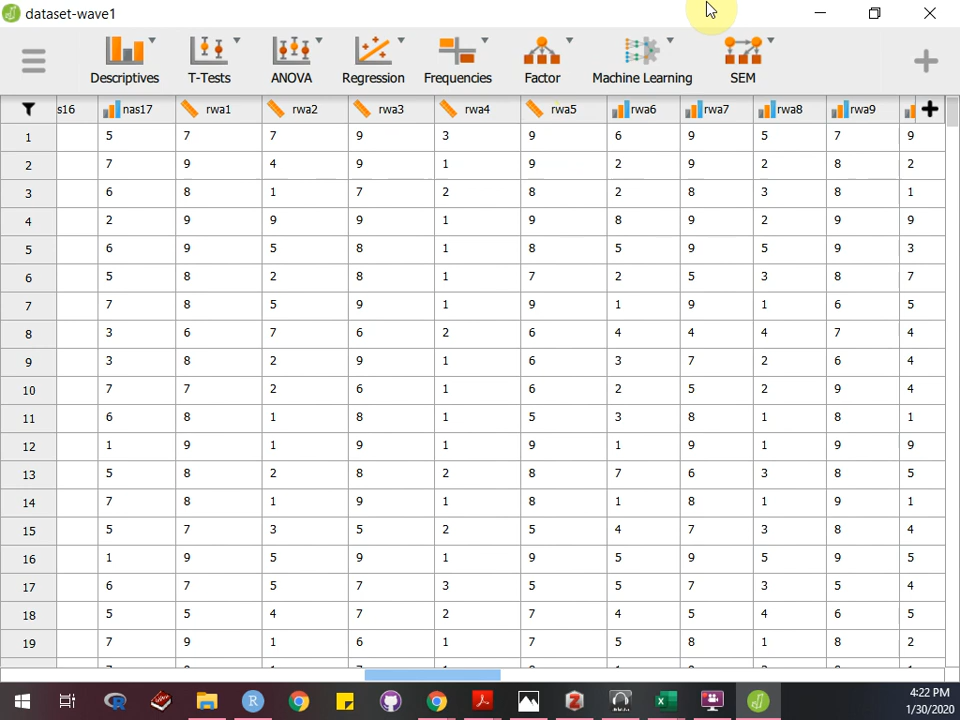 dataset-wave1
Descriptives T-Tests ANOVA Regression Frequencies Factor Machine Learning SEM
s16 nas17 rwa1 rwa2 rwa3 rwa4 rwa5 rwa6 rwa7 rwa8 rwa9
1 5 7 7 9 3 9 6 9 5 7 9
2 7 9 4 9 1 9 2 9 2 8 2
3 6 8 1 7 2 8 2 8 3 8 1
4 2 9 9 9 1 9 8 9 2 9 9
5 6 9 5 8 1 8 5 9 5 9 3
6 5 8 2 8 1 7 2 5 3 8 7
7 7 8 5 9 1 9 1 9 1 6 5
8 3 6 7 6 2 6 4 4 4 7 4
9 3 8 2 9 1 6 3 7 2 6 4
10 7 7 2 6 1 6 2 5 2 9 4
11 6 8 1 8 1 5 3 8 1 8 1
12 1 9 1 9 1 9 1 9 1 9 9
13 5 8 2 8 2 8 7 6 3 8 5
14 7 8 1 9 1 8 1 8 1 9 1
15 5 7 3 5 2 5 4 7 3 8 4
16 1 9 5 9 1 9 5 9 5 9 5
17 6 7 5 7 3 5 5 7 3 5 4
18 5 5 4 7 2 7 4 5 4 6 5
19 7 9 1 6 1 7 5 8 1 8 2
4:22 PM
1/30/2020